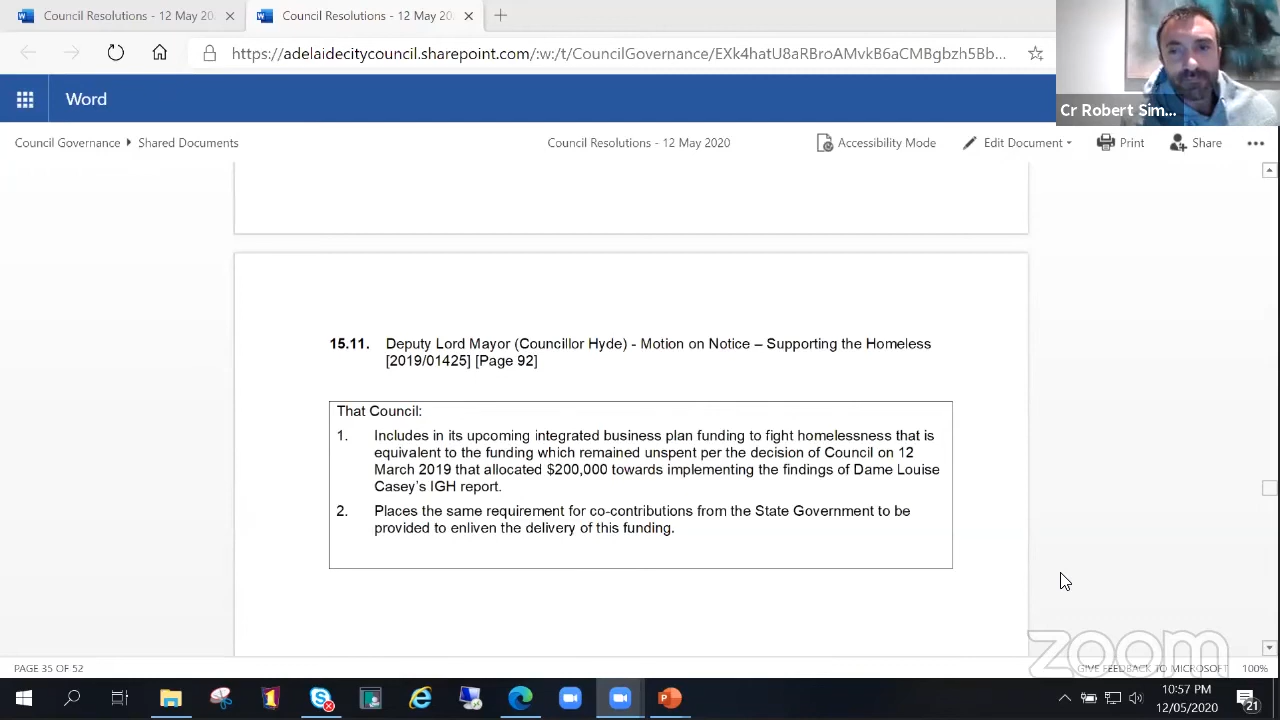 Council Resolutions - 12 May 20
Council Resolutions - 12 May 20
https://adelaidecitycouncil.sharepoint.com/:w:/t/CouncilGovernance/EXk4hatU8aRBroAMvkB6aCMBgbzh5Bb...
Word
Cr Robert Sim...
Council Governance
Shared Documents
Council Resolutions - 12 May 2020
Accessibility Mode
Edit Document
Print
Share
15.11. Deputy Lord Mayor (Councillor Hyde) - Motion on Notice – Supporting the Homeless
[2019/01425] [Page 92]
That Council:
1. Includes in its upcoming integrated business plan funding to fight homelessness that is
equivalent to the funding which remained unspent per the decision of Council on 12
March 2019 that allocated $200,000 towards implementing the findings of Dame Louise
Casey's IGH report.
2. Places the same requirement for co-contributions from the State Government to be
provided to enliven the delivery of this funding.
zoom
PAGE 35 OF 52
GIVE FEEDBACK TO MICROSOFT
100%
10:57 PM
12/05/2020
21